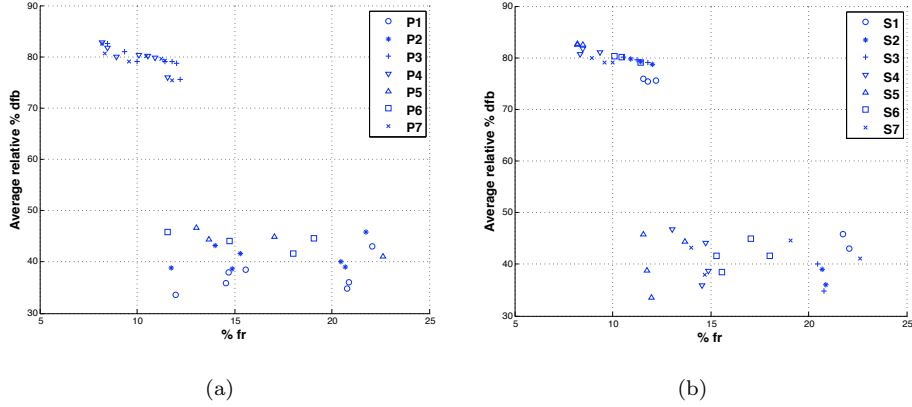 90
80
70
60
50
40
30
5
10
15
20
25
Average relative % dfb
% fr
P1
P2
P3
P4
P5
P6
P7
(a)
90
80
70
60
50
40
30
5
10
15
20
25
Average relative % dfb
% fr
S1
S2
S3
S4
S5
S6
S7
(b)